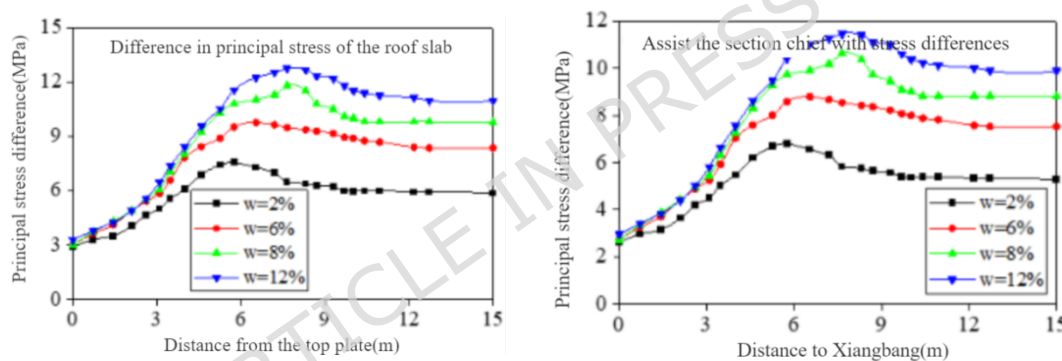 Difference in principal stress of the roof slab
Principal stress difference(MPa)
15
12
9
6
3
0
w=2%
w=6%
w=8%
w=12%
0 3 6 9 12 15
Distance from the top plate(m)
Assist the section chief with stress differences
Principal stress difference(MPa)
12
10
8
6
4
2
0
w=2%
w=6%
w=8%
w=12%
0 3 6 9 12 15
Distance to Xiangbang(m)
ARTICLE IN PRESS